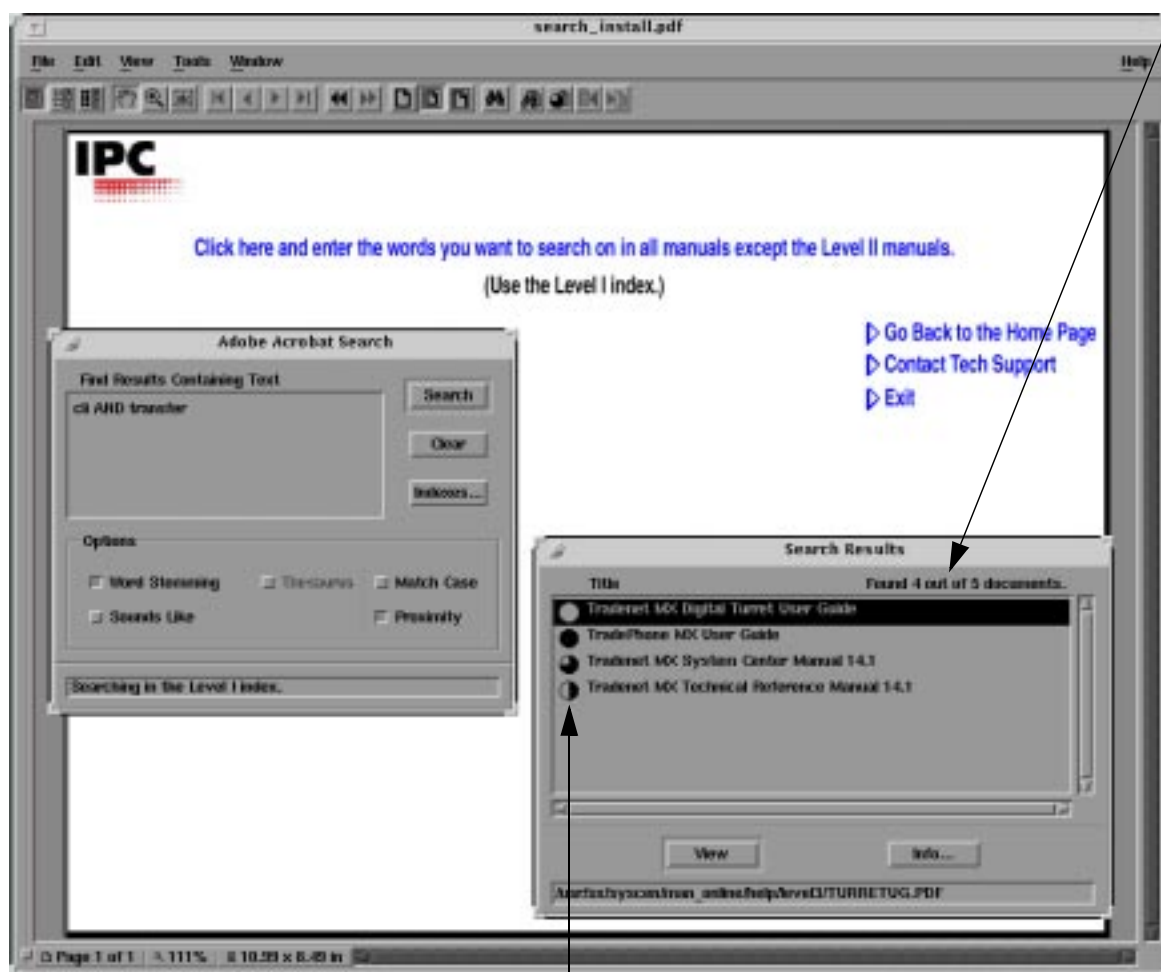 search_install.pdf
File Edit View Tools Window Help
IPC
Click here and enter the words you want to search on in all manuals except the Level II manuals.
(Use the Level I index.)
Go Back to the Home Page
Contact Tech Support
Exit
Adobe Acrobat Search
Find Results Containing Text
cli AND transfer
Search
Clear
Indexes...
Options
Word Stemming Thesaurus Match Case
Sounds Like Proximity
Searching in the Level I index.
Search Results
Title Found 4 out of 5 documents.
Tradenet MX Digital Turret User Guide
TradePhone MX User Guide
Tradenet MX System Center Manual 14.1
Tradenet MX Technical Reference Manual 14.1
View Info...
Page 1 of 1 111% 10.99 x 8.49 in